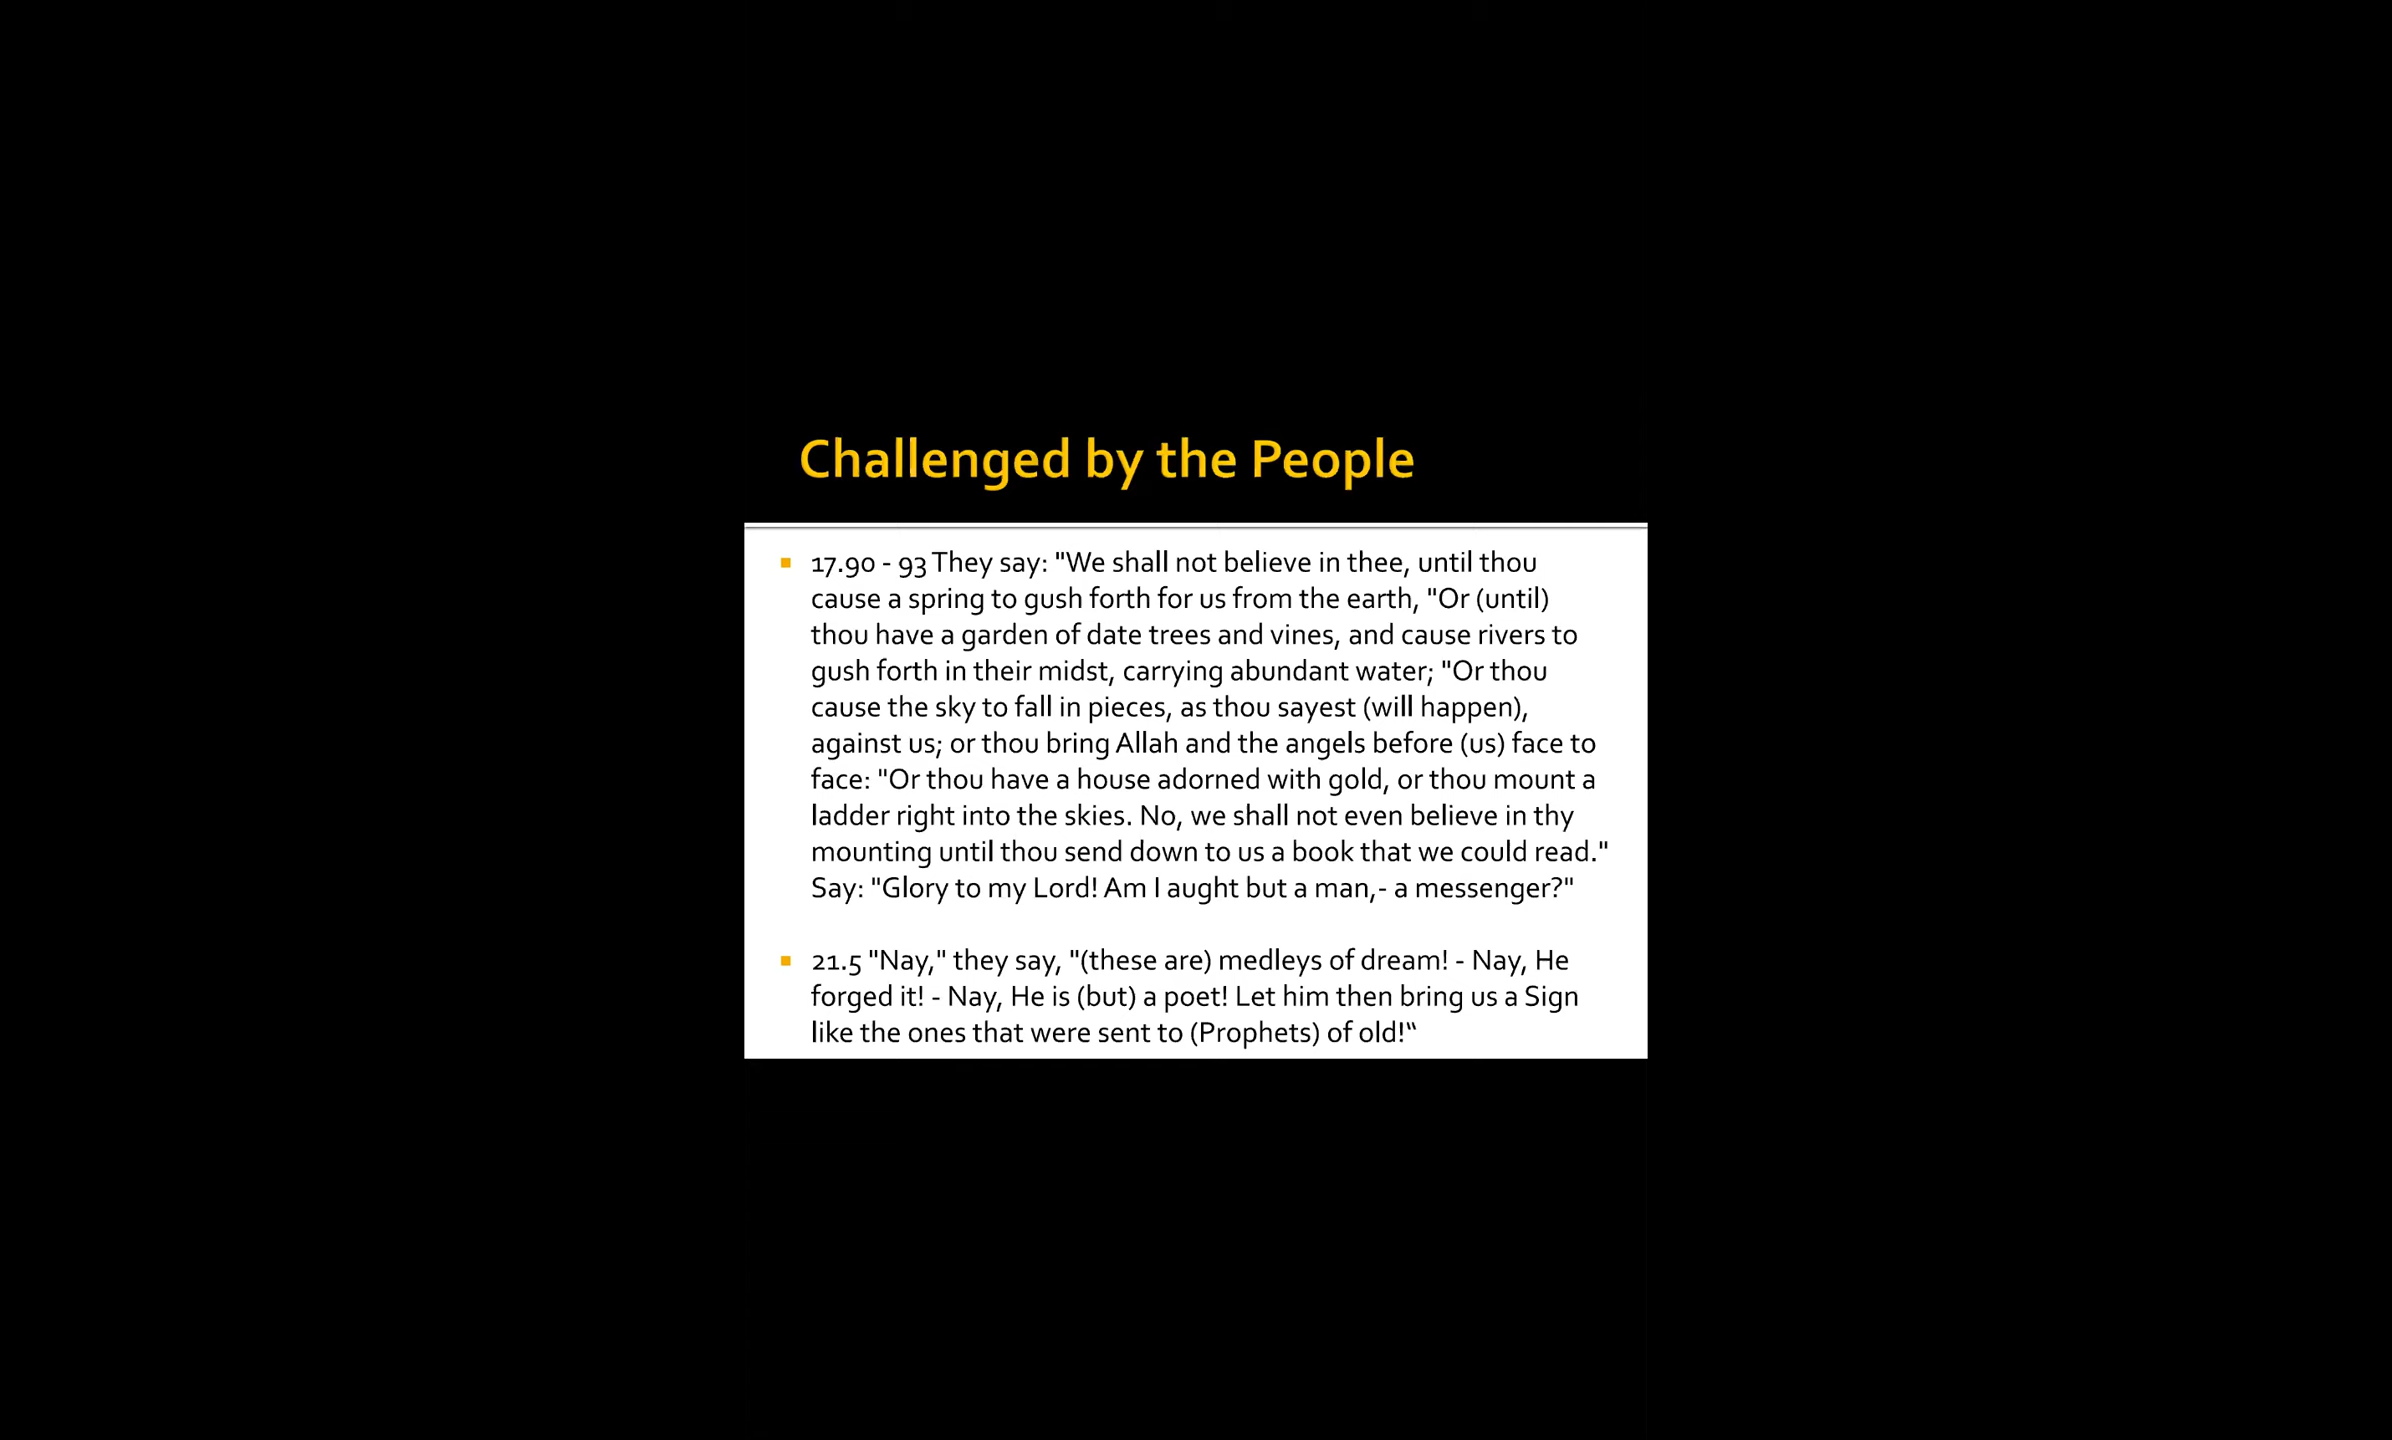 Challenged by the People
17.90 - 93 They say: "We shall not believe in thee, until thou
cause a spring to gush forth for us from the earth, "Or (until)
thou have a garden of date trees and vines, and cause rivers to
gush forth in their midst, carrying abundant water; "Or thou
cause the sky to fall in pieces, as thou sayest (will happen),
against us; or thou bring Allah and the angels before (us) face to
face: "Or thou have a house adorned with gold, or thou mount a
ladder right into the skies. No, we shall not even believe in thy
mounting until thou send down to us a book that we could read."
Say: "Glory to my Lord! Am I aught but a man,- a messenger?"
21.5 "Nay," they say, "(these are) medleys of dream! - Nay, He
forged it! - Nay, He is (but) a poet! Let him then bring us a Sign
like the ones that were sent to (Prophets) of old!“